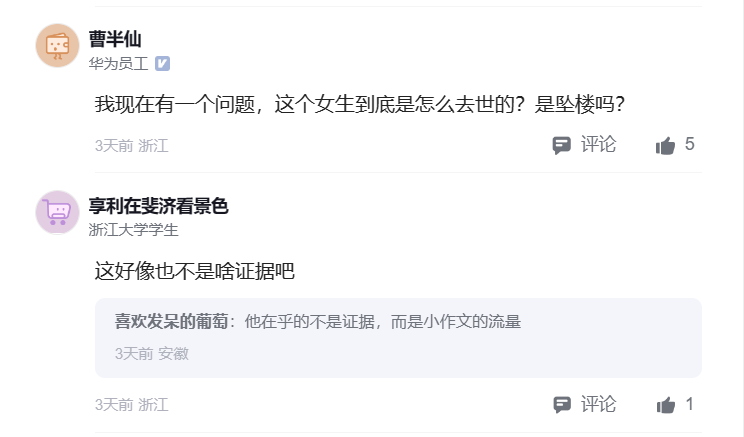 曹半仙
华为员工
我现在有一个问题，这个女生到底是怎么去世的？是坠楼吗？
3天前 浙江 评论 5
享利在斐济看景色
浙江大学学生
这好像也不是啥证据吧
喜欢发呆的葡萄：他在乎的不是证据，而是小作文的流量
3天前 安徽
3天前 浙江 评论 1